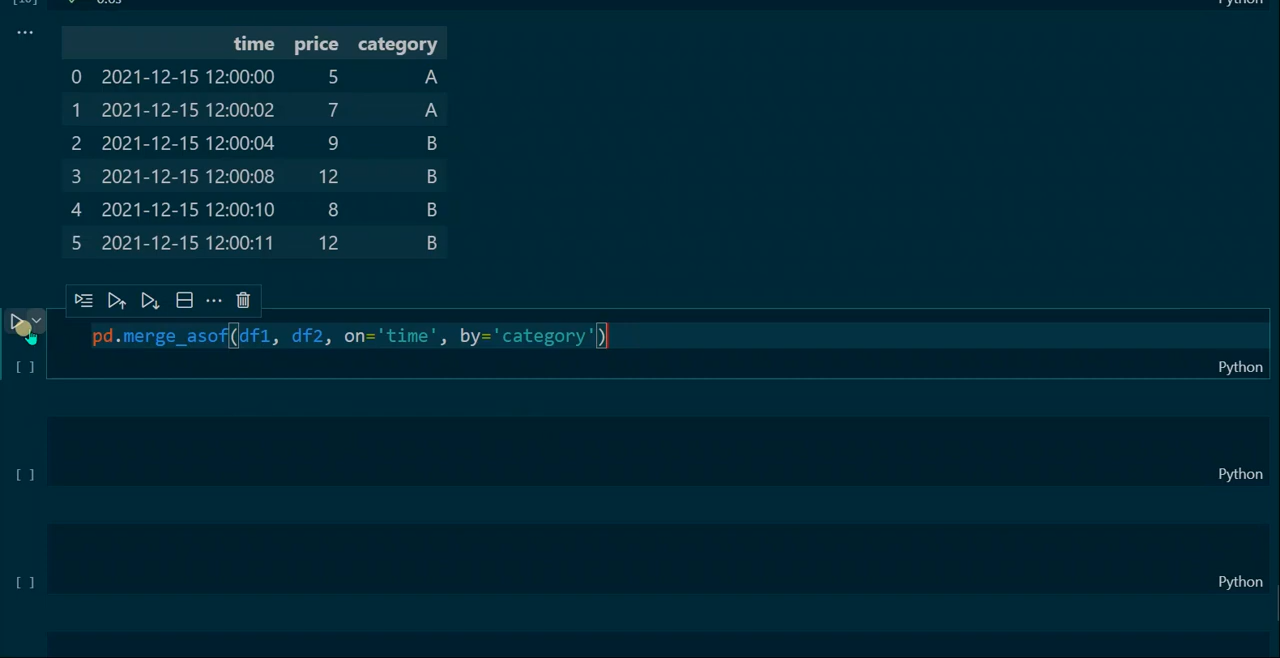 Python
time price category
0 2021-12-15 12:00:00 5 A
1 2021-12-15 12:00:02 7 A
2 2021-12-15 12:00:04 9 B
3 2021-12-15 12:00:08 12 B
4 2021-12-15 12:00:10 8 B
5 2021-12-15 12:00:11 12 B
pd.merge_asof(df1, df2, on='time', by='category')
[ ] Python
[ ] Python
[ ] Python